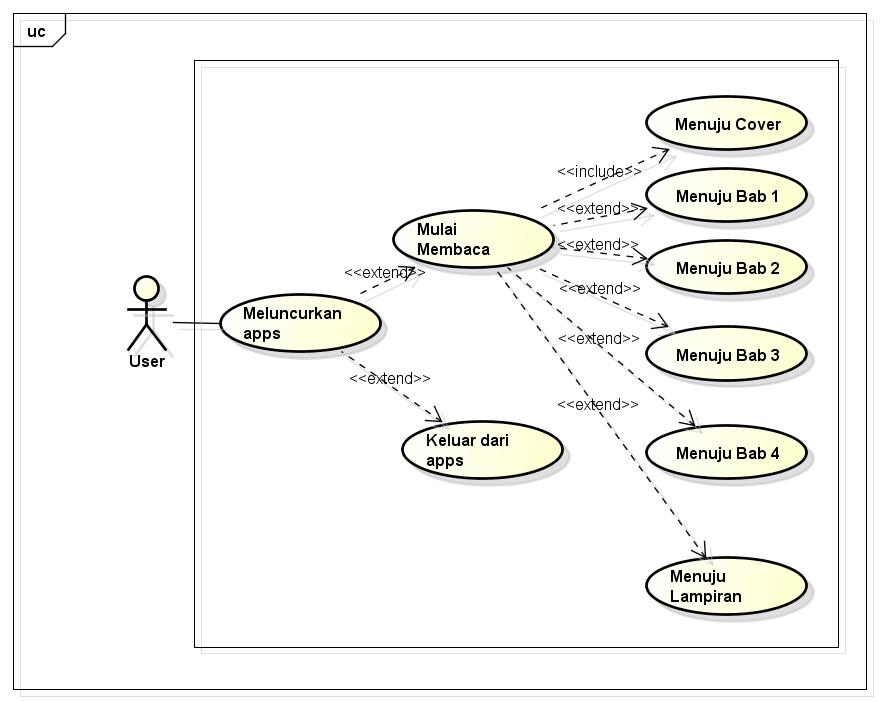 uc
Menuju Cover
<<include>>
Menuju Bab 1
<<extend>>
Mulai
Membaca
<<extend>>
Menuju Bab 2
<<extend>>
<<extend>>
Meluncurkan
apps
User
<<extend>>
Menuju Bab 3
<<extend>>
<<extend>>
Keluar dari
apps
Menuju Bab 4
<<extend>>
Menuju
Lampiran